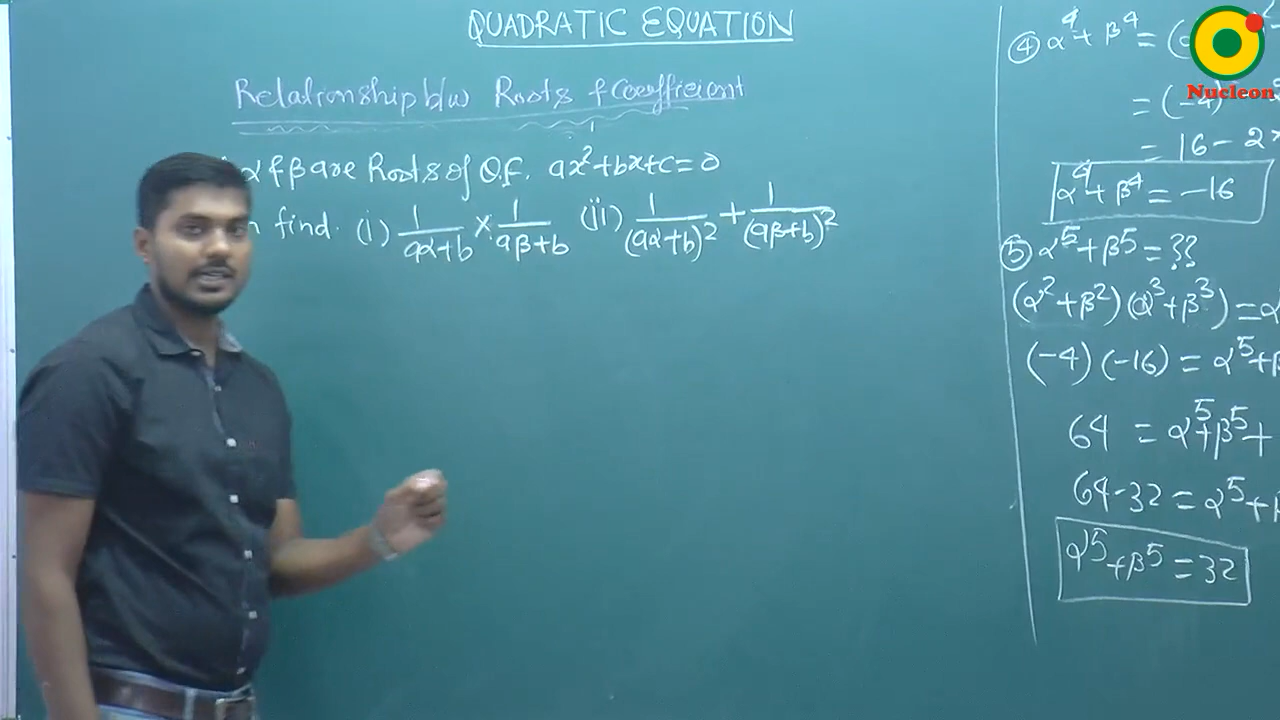 QUADRATIC EQUATION
Relationship b/w Roots & Coefficient
α & β are Roots of Q.E. ax²+bx+c=0
find. (i) 1/(aα+b) × 1/(aβ+b) (ii) 1/(aα+b)² + 1/(aβ+b)²
④ α⁴+β⁴=(
=(-4)
= 16-2
α⁴+β⁴=-16
⑤ α⁵+β⁵=??
(α²+β²)(α³+β³)=α
(-4)(-16)=α⁵+β
64 =α⁵+β⁵+
64-32=α⁵+β
α⁵+β⁵=32
Nucleon